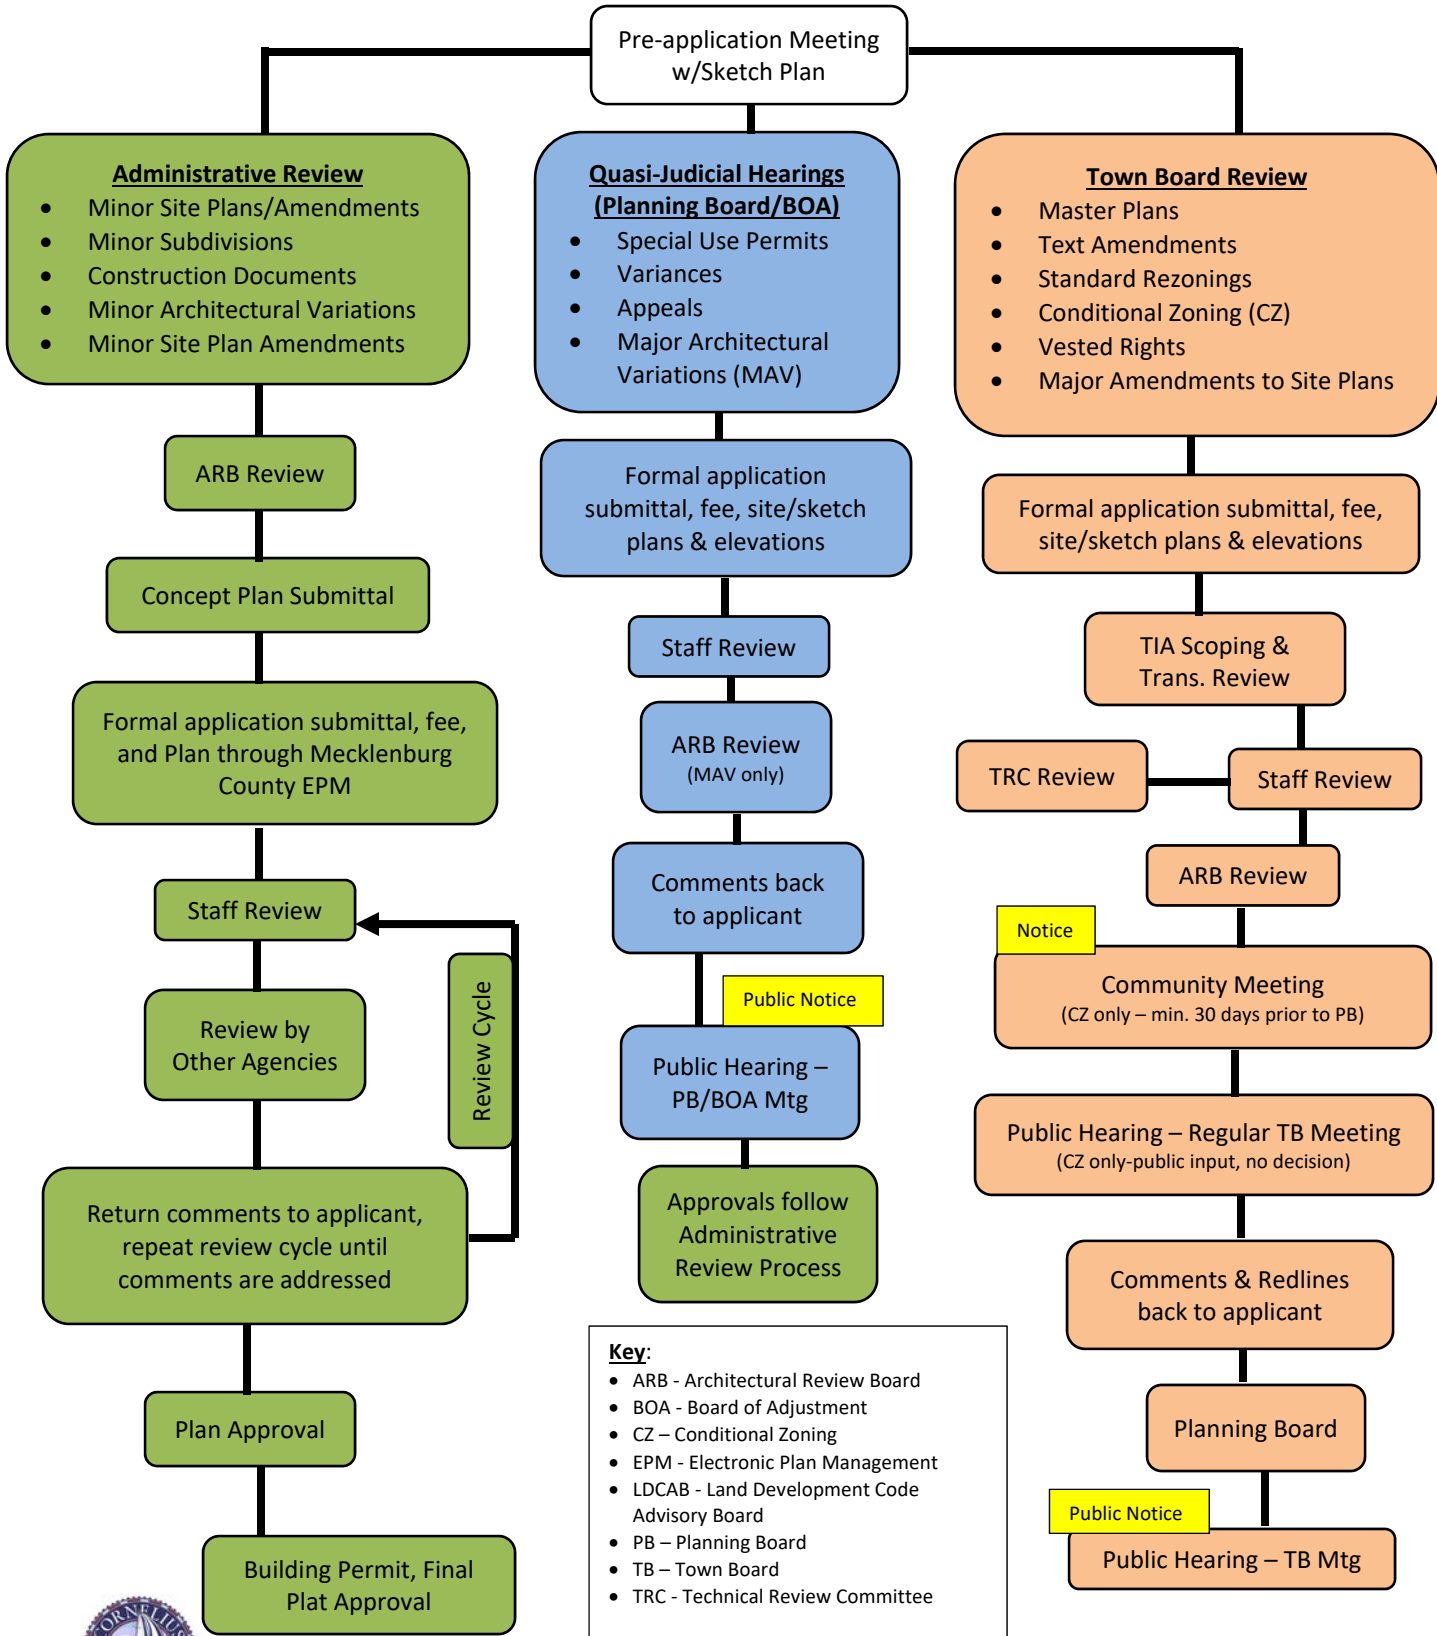 Pre-application Meeting
w/Sketch Plan
Administrative Review
• Minor Site Plans/Amendments
• Minor Subdivisions
• Construction Documents
• Minor Architectural Variations
• Minor Site Plan Amendments
ARB Review
Concept Plan Submittal
Formal application submittal, fee,
and Plan through Mecklenburg
County EPM
Staff Review
Review Cycle
Review by
Other Agencies
Return comments to applicant,
repeat review cycle until
comments are addressed
Plan Approval
Building Permit, Final
Plat Approval
Quasi-Judicial Hearings
(Planning Board/BOA)
• Special Use Permits
• Variances
• Appeals
• Major Architectural
Variations (MAV)
Formal application
submittal, fee, site/sketch
plans & elevations
Staff Review
ARB Review
(MAV only)
Comments back
to applicant
Public Notice
Public Hearing –
PB/BOA Mtg
Approvals follow
Administrative
Review Process
Town Board Review
• Master Plans
• Text Amendments
• Standard Rezonings
• Conditional Zoning (CZ)
• Vested Rights
• Major Amendments to Site Plans
Formal application submittal, fee,
site/sketch plans & elevations
TIA Scoping &
Trans. Review
TRC Review
Staff Review
ARB Review
Notice
Community Meeting
(CZ only – min. 30 days prior to PB)
Public Hearing – Regular TB Meeting
(CZ only-public input, no decision)
Comments & Redlines
back to applicant
Planning Board
Public Notice
Public Hearing – TB Mtg
Key:
• ARB - Architectural Review Board
• BOA - Board of Adjustment
• CZ – Conditional Zoning
• EPM - Electronic Plan Management
• LDCAB - Land Development Code
Advisory Board
• PB – Planning Board
• TB – Town Board
• TRC - Technical Review Committee
CORNELIUS